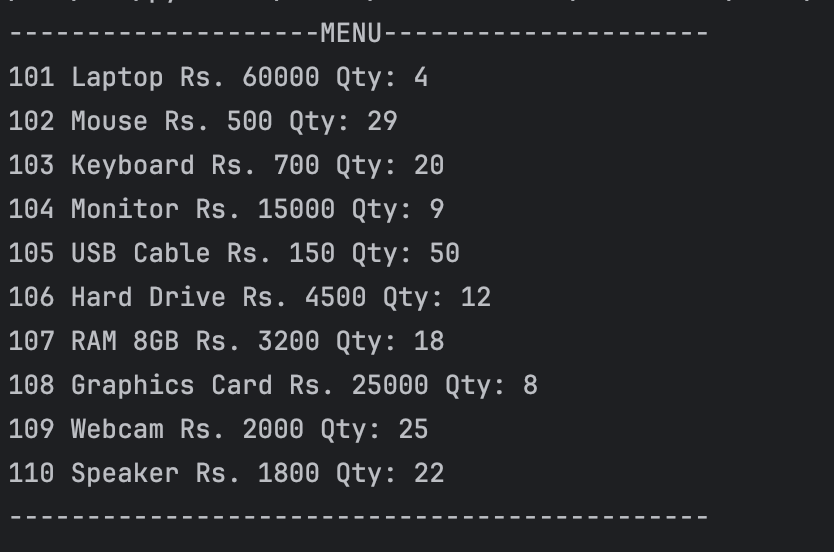 --------------------MENU---------------------
101 Laptop Rs. 60000 Qty: 4
102 Mouse Rs. 500 Qty: 29
103 Keyboard Rs. 700 Qty: 20
104 Monitor Rs. 15000 Qty: 9
105 USB Cable Rs. 150 Qty: 50
106 Hard Drive Rs. 4500 Qty: 12
107 RAM 8GB Rs. 3200 Qty: 18
108 Graphics Card Rs. 25000 Qty: 8
109 Webcam Rs. 2000 Qty: 25
110 Speaker Rs. 1800 Qty: 22
---------------------------------------------